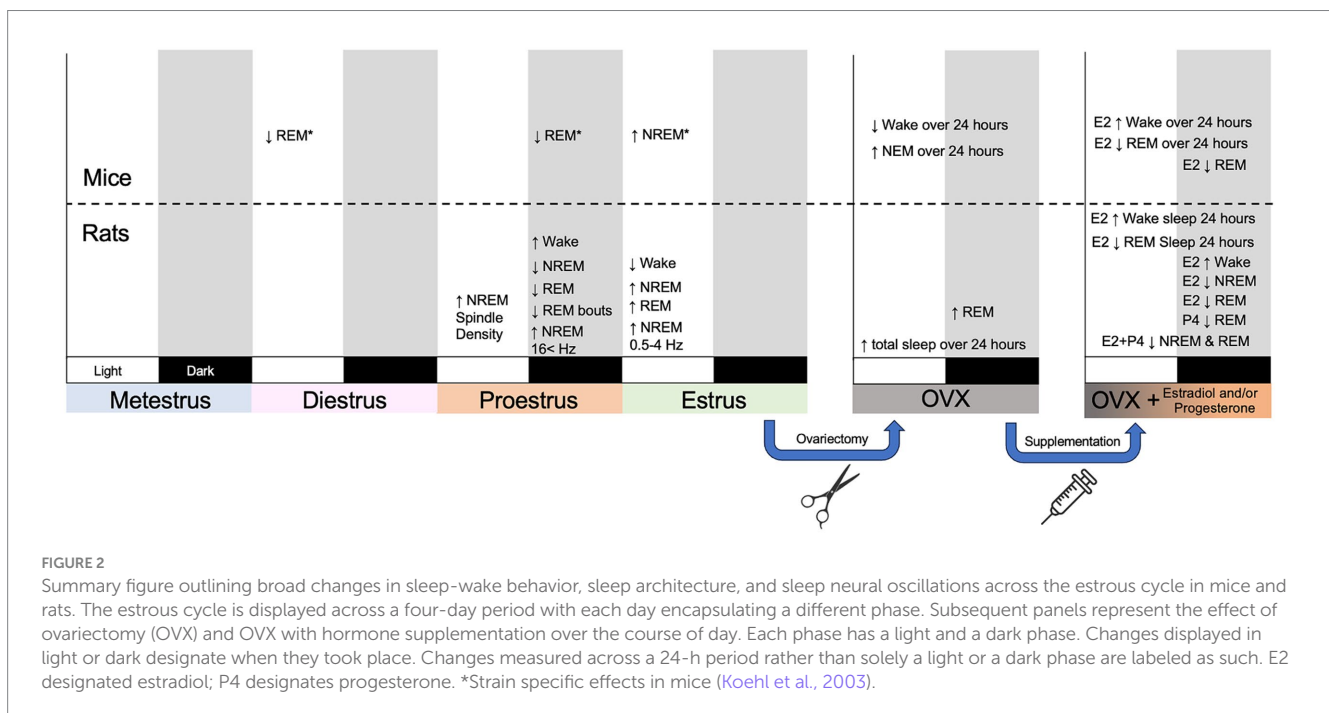 ↓ REM*
↓ REM*
↑ NREM*
↓ Wake over 24 hours
↑ NEM over 24 hours
E2 ↑ Wake over 24 hours
E2 ↓ REM over 24 hours
E2 ↓ REM
Mice
Rats
↑ NREM
Spindle
Density
↑ Wake
↓ NREM
↓ REM
↓ REM bouts
↑ NREM
16< Hz
↓ Wake
↑ NREM
↑ REM
↑ NREM
0.5-4 Hz
↑ REM
↑ total sleep over 24 hours
E2 ↑ Wake sleep 24 hours
E2 ↓ REM Sleep 24 hours
E2 ↑ Wake
E2 ↓ NREM
E2 ↓ REM
P4 ↓ REM
E2+P4 ↓ NREM & REM
Light
Dark
Metestrus
Diestrus
Proestrus
Estrus
OVX
OVX + Estradiol and/or
Progesterone
Ovariectomy
Supplementation
FIGURE 2
Summary figure outlining broad changes in sleep-wake behavior, sleep architecture, and sleep neural oscillations across the estrous cycle in mice and
rats. The estrous cycle is displayed across a four-day period with each day encapsulating a different phase. Subsequent panels represent the effect of
ovariectomy (OVX) and OVX with hormone supplementation over the course of day. Each phase has a light and a dark phase. Changes displayed in
light or dark designate when they took place. Changes measured across a 24-h period rather than solely a light or a dark phase are labeled as such. E2
designated estradiol; P4 designates progesterone. *Strain specific effects in mice (Koehl et al., 2003).